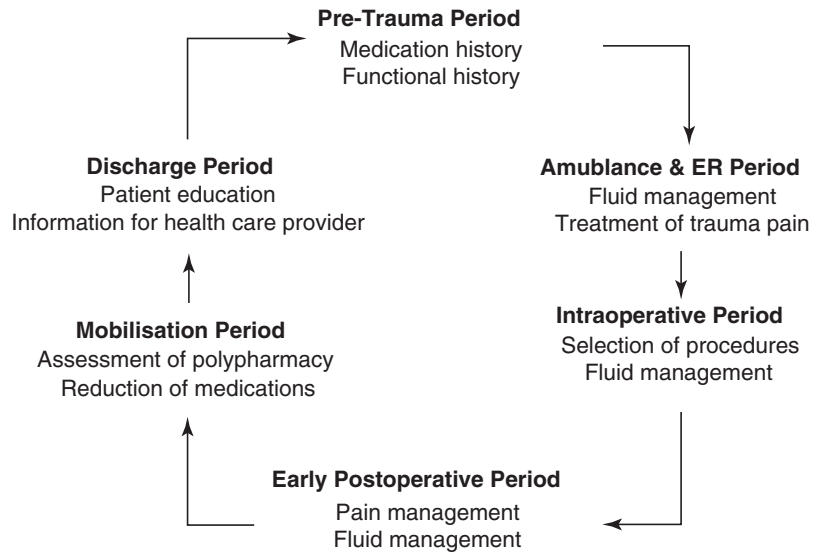 Pre-Trauma Period
Medication history
Functional history
Amublance & ER Period
Fluid management
Treatment of trauma pain
Intraoperative Period
Selection of procedures
Fluid management
Early Postoperative Period
Pain management
Fluid management
Mobilisation Period
Assessment of polypharmacy
Reduction of medications
Discharge Period
Patient education
Information for health care provider